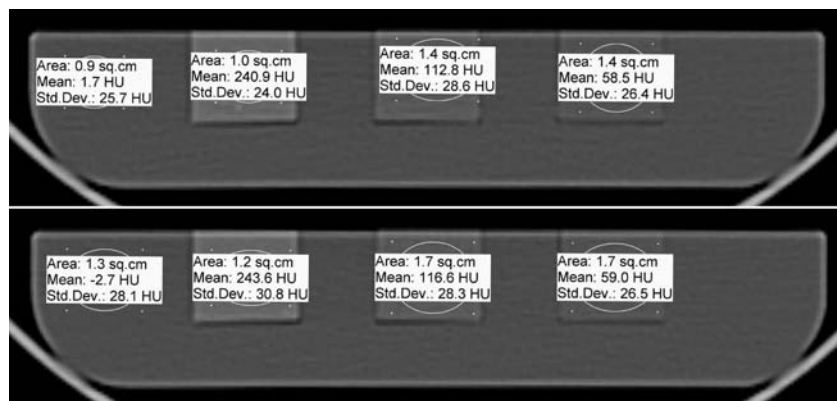 Area: 0.9 sq.cm
Mean: 1.7 HU
Std.Dev.: 25.7 HU
Area: 1.0 sq.cm
Mean: 240.9 HU
Std.Dev.: 24.0 HU
Area: 1.4 sq.cm
Mean: 112.8 HU
Std.Dev.: 28.6 HU
Area: 1.4 sq.cm
Mean: 58.5 HU
Std.Dev.: 26.4 HU
Area: 1.3 sq.cm
Mean: -2.7 HU
Std.Dev.: 28.1 HU
Area: 1.2 sq.cm
Mean: 243.6 HU
Std.Dev.: 30.8 HU
Area: 1.7 sq.cm
Mean: 116.6 HU
Std.Dev.: 28.3 HU
Area: 1.7 sq.cm
Mean: 59.0 HU
Std.Dev.: 26.5 HU